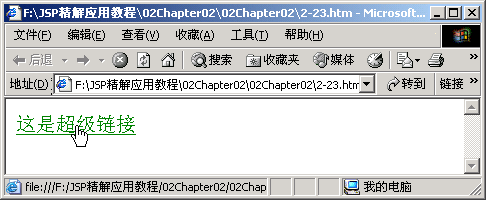 F:\JSP精解应用教程\02Chapter02\02Chapter02\2-23.htm - Microsoft...
文件(F) 编辑(E) 查看(V) 收藏(A) 工具(T) 帮助(H)
后退 搜索 收藏夹 媒体
地址(D) F:\JSP精解应用教程\02Chapter02\02Chapter02\2-23.htm 转到 链接 »
这是超级链接
file:///F:/JSP精解应用教程/02Chapter02/02Chap 我的电脑